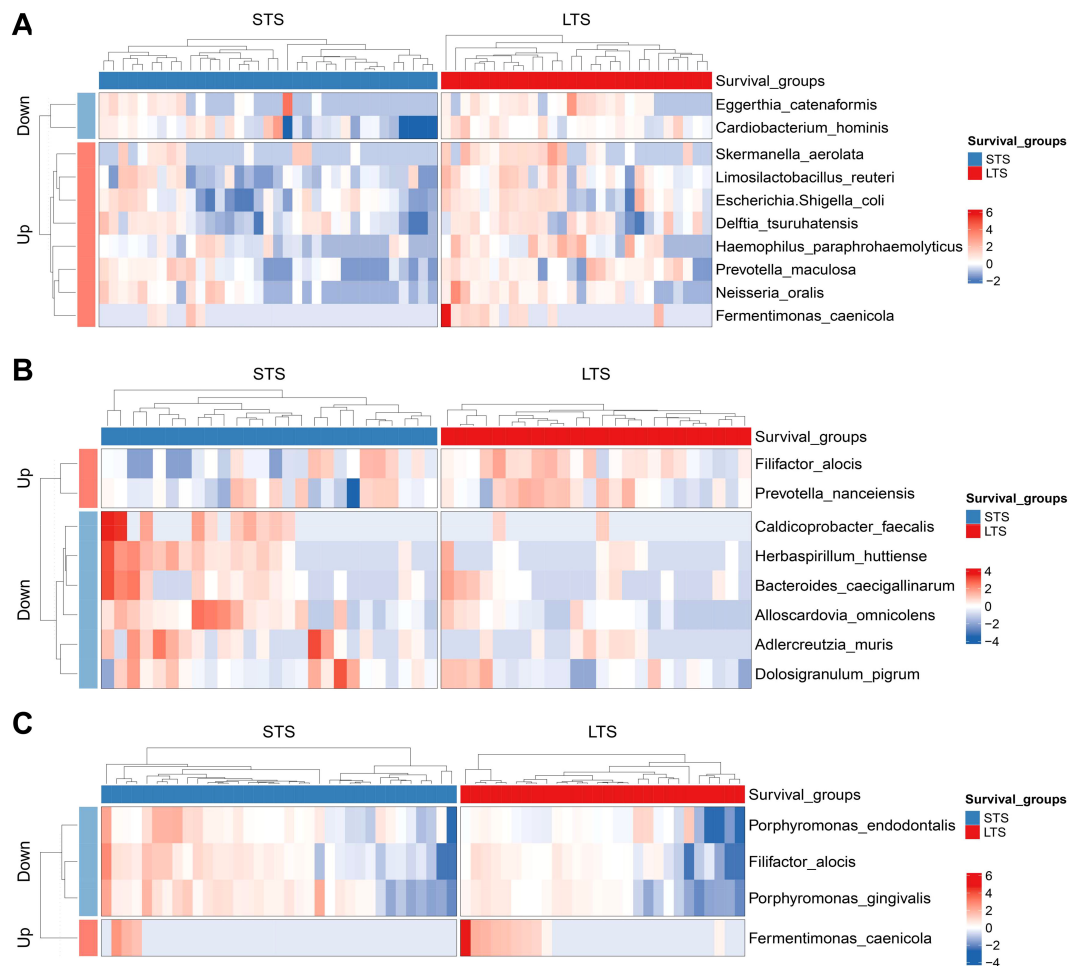 A
STS
LTS
Survival_groups
Down
Eggerthia_catenaformis
Cardiobacterium_hominis
Up
Skermanella_aerolata
Limosilactobacillus_reuteri
Escherichia.Shigella_coli
Delftia_tsuruhatensis
Haemophilus_paraphrohaemolyticus
Prevotella_maculosa
Neisseria_oralis
Fermentimonas_caenicola
Survival_groups
STS
LTS
6
4
2
0
−2
B
STS
LTS
Survival_groups
Up
Filifactor_alocis
Prevotella_nanceiensis
Down
Caldicoprobacter_faecalis
Herbaspirillum_huttiense
Bacteroides_caecigallinarum
Alloscardovia_omnicolens
Adlercreutzia_muris
Dolosigranulum_pigrum
Survival_groups
STS
LTS
4
2
0
−2
−4
C
STS
LTS
Survival_groups
Down
Porphyromonas_endodontalis
Filifactor_alocis
Porphyromonas_gingivalis
Up
Fermentimonas_caenicola
Survival_groups
STS
LTS
6
4
2
0
−2
−4